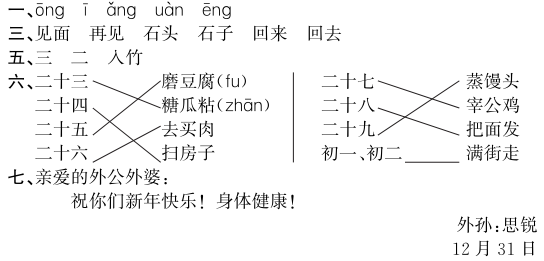 一、ōng ī ǎng uàn ēng
三、见面 再见 石头 石子 回来 回去
五、三 二 入竹
六、二十三 磨豆腐(fu) 二十七 蒸馒头
二十四 糖瓜粘(zhān) 二十八 宰公鸡
二十五 去买肉 二十九 把面发
二十六 扫房子 初一、初二 满街走
七、亲爱的外公外婆:
祝你们新年快乐!身体健康!
外孙:思锐
12月31日